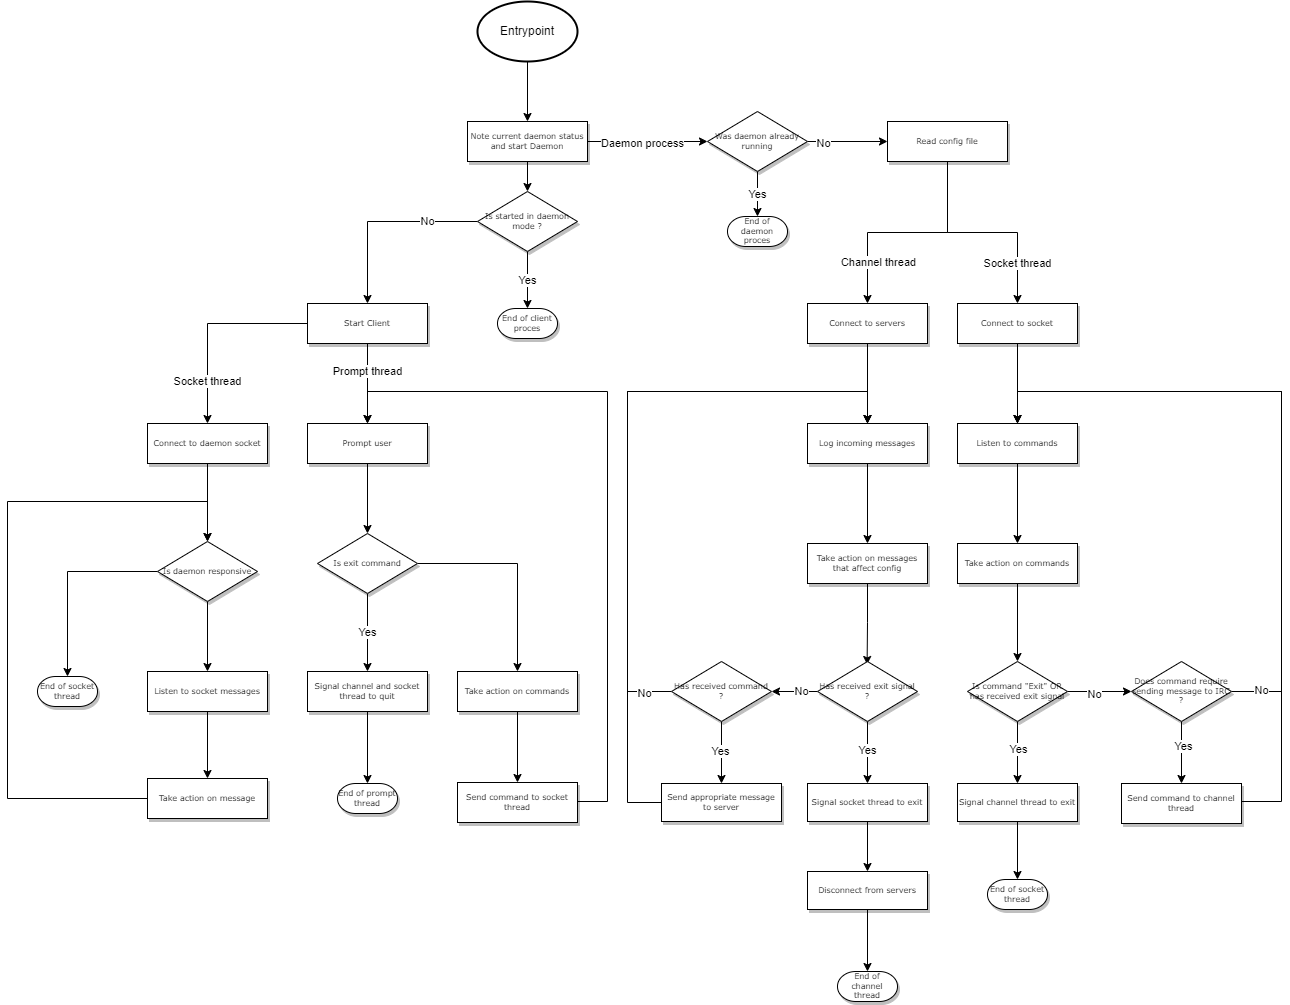 Entrypoint
Note current daemon status
and start Daemon
Daemon process
Was daemon already
running
No
Read config file
Yes
End of
daemon
proces
Is started in daemon
mode ?
No
Yes
End of client
proces
Channel thread
Socket thread
Start Client
Connect to servers
Connect to socket
Socket thread
Prompt thread
Connect to daemon socket
Prompt user
Log incoming messages
Listen to commands
Is daemon responsive
Is exit command
Take action on messages
that affect config
Take action on commands
Yes
End of socket
thread
Listen to socket messages
Signal channel and socket
thread to quit
Take action on commands
No
Has received command
?
No
Has received exit signal
?
Is command "Exit" OR
has received exit signal
No
Does command require
sending message to IRC
?
No
Yes
Yes
Yes
Yes
Take action on message
End of prompt
thread
Send command to socket
thread
Send appropriate message
to server
Signal socket thread to exit
Signal channel thread to exit
Send command to channel
thread
Disconnect from servers
End of socket
thread
End of
channel
thread